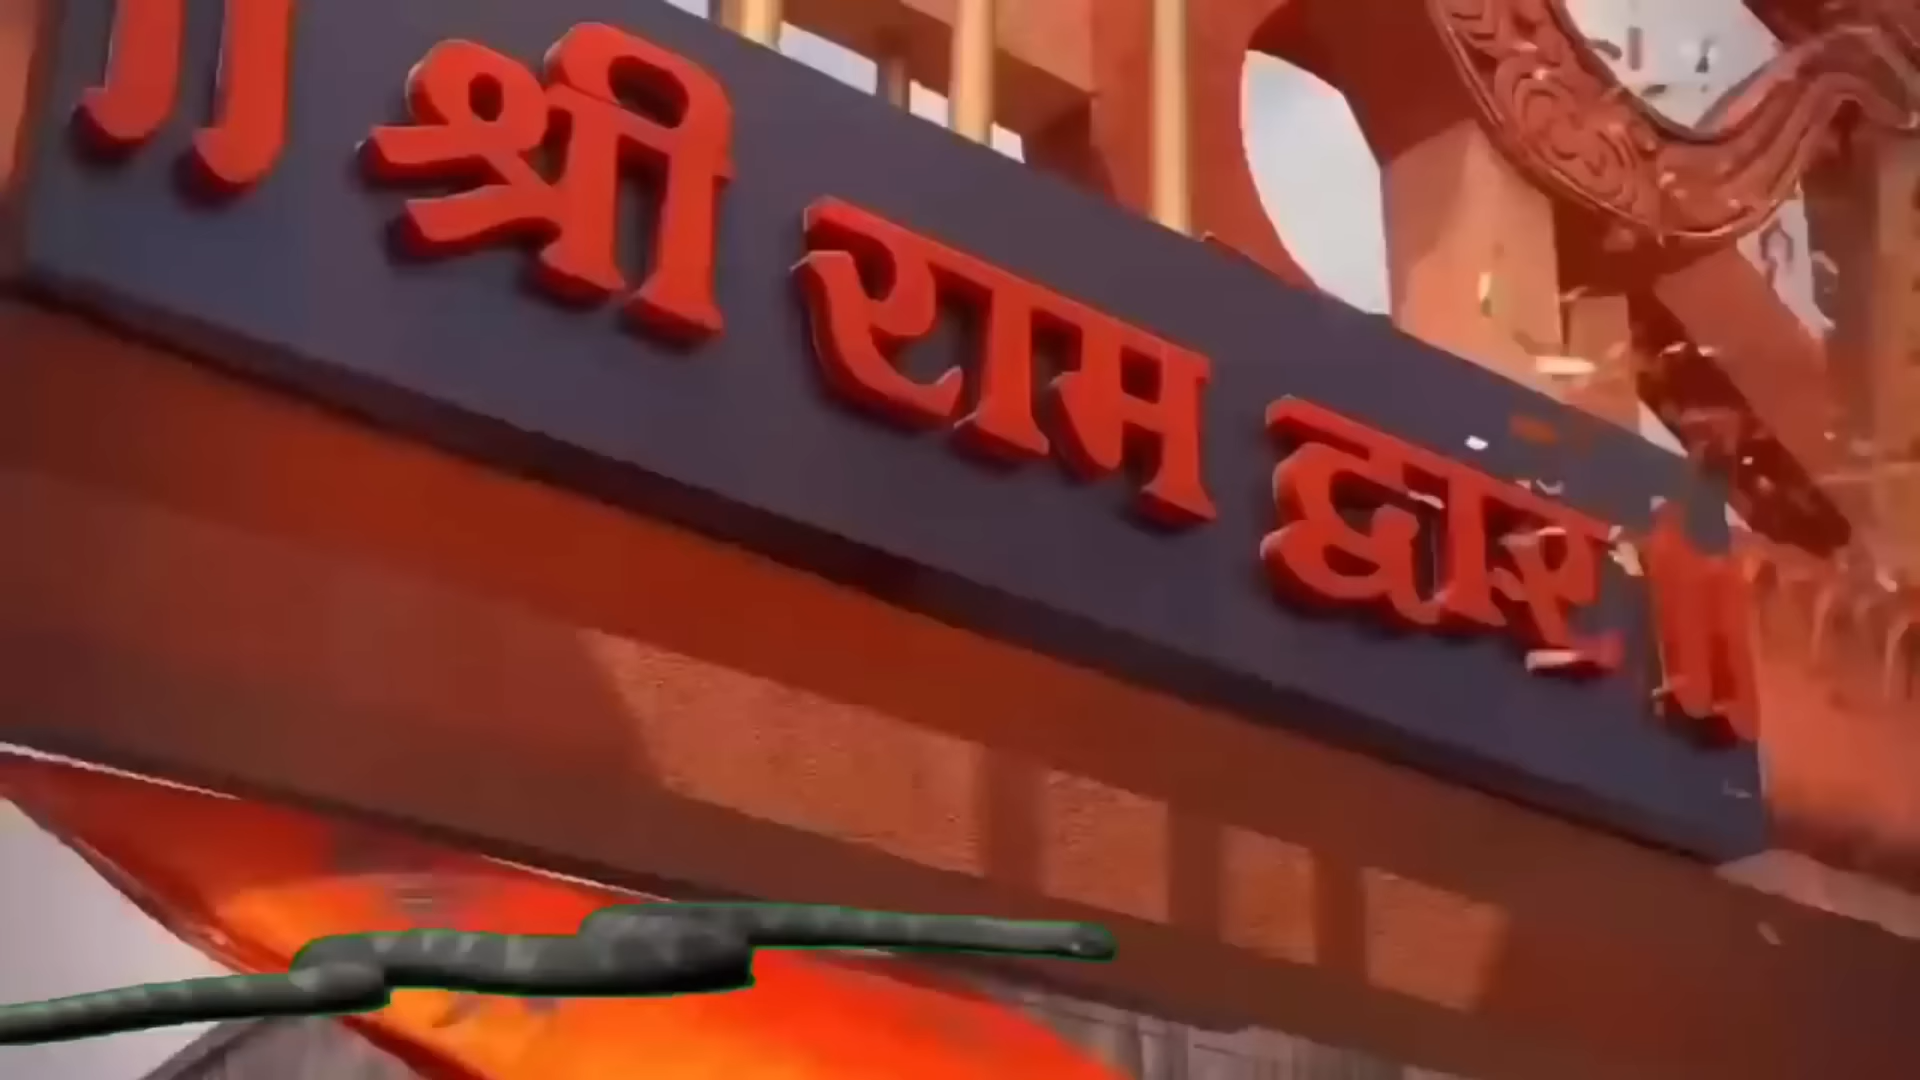 ॥ श्री राम द्वार ॥